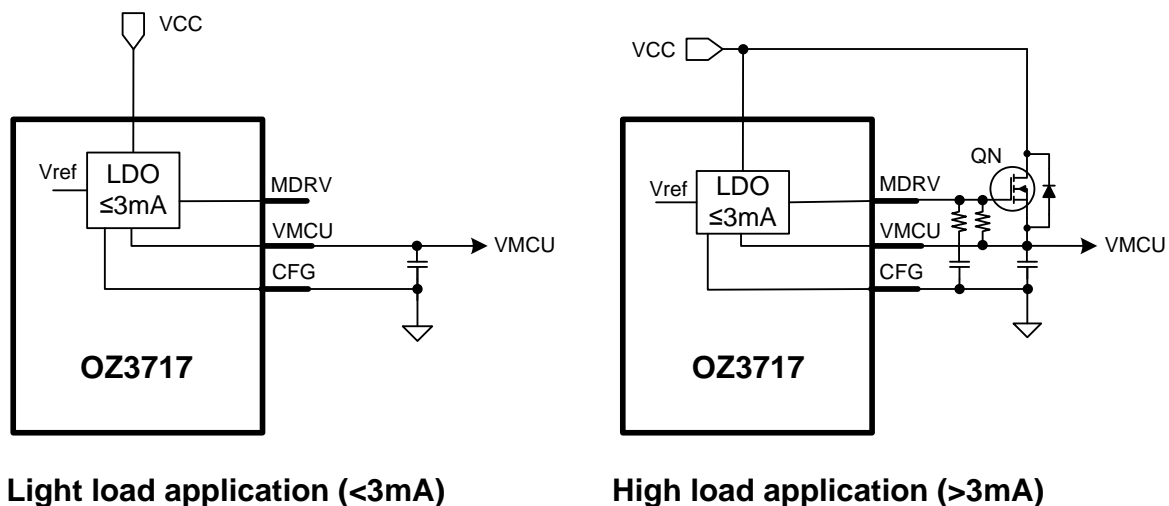 VCC
Vref
LDO
≤3mA
MDRV
VMCU
VMCU
CFG
OZ3717
Light load application (<3mA)
VCC
QN
Vref
LDO
≤3mA
MDRV
VMCU
VMCU
CFG
OZ3717
High load application (>3mA)